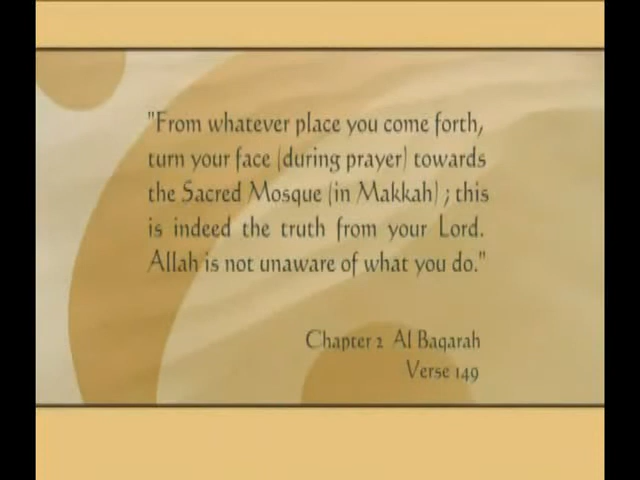 "From whatever place you come forth,
turn your face (during prayer) towards
the Sacred Mosque (in Makkah) ; this
is indeed the truth from your Lord.
Allah is not unaware of what you do."
Chapter 2 Al Baqarah
Verse 149